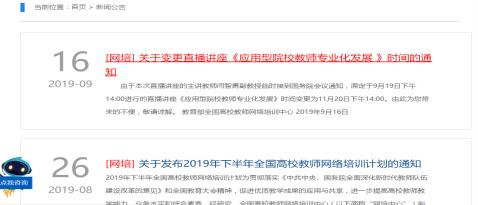 当前位置：首页 > 新闻公告
16
2019-09
[网培] 关于变更直播讲座《应用型院校教师专业化发展 》时间的通
知
由于本次直播讲座的主讲教师闫智勇副教授临时接到国务院会议通知，原定于9月19日下午
14:00进行的直播讲座《应用型院校教师专业化发展》时间变更为11月20日下午14:00。由此为您带
来的不便，敬请谅解。 教育部全国高校教师网络培训中心 2019年9月16日
26
2019-08
[网培] 关于发布2019年下半年全国高校教师网络培训计划的通知
2019年下半年全国高校教师网络培训计划为贯彻落实《中共中央、国务院全面深化新时代教师队伍
建设改革的意见》和全国教育大会精神，促进优质教学成果的应用与共享，进一步提高高校教师教
点我咨询